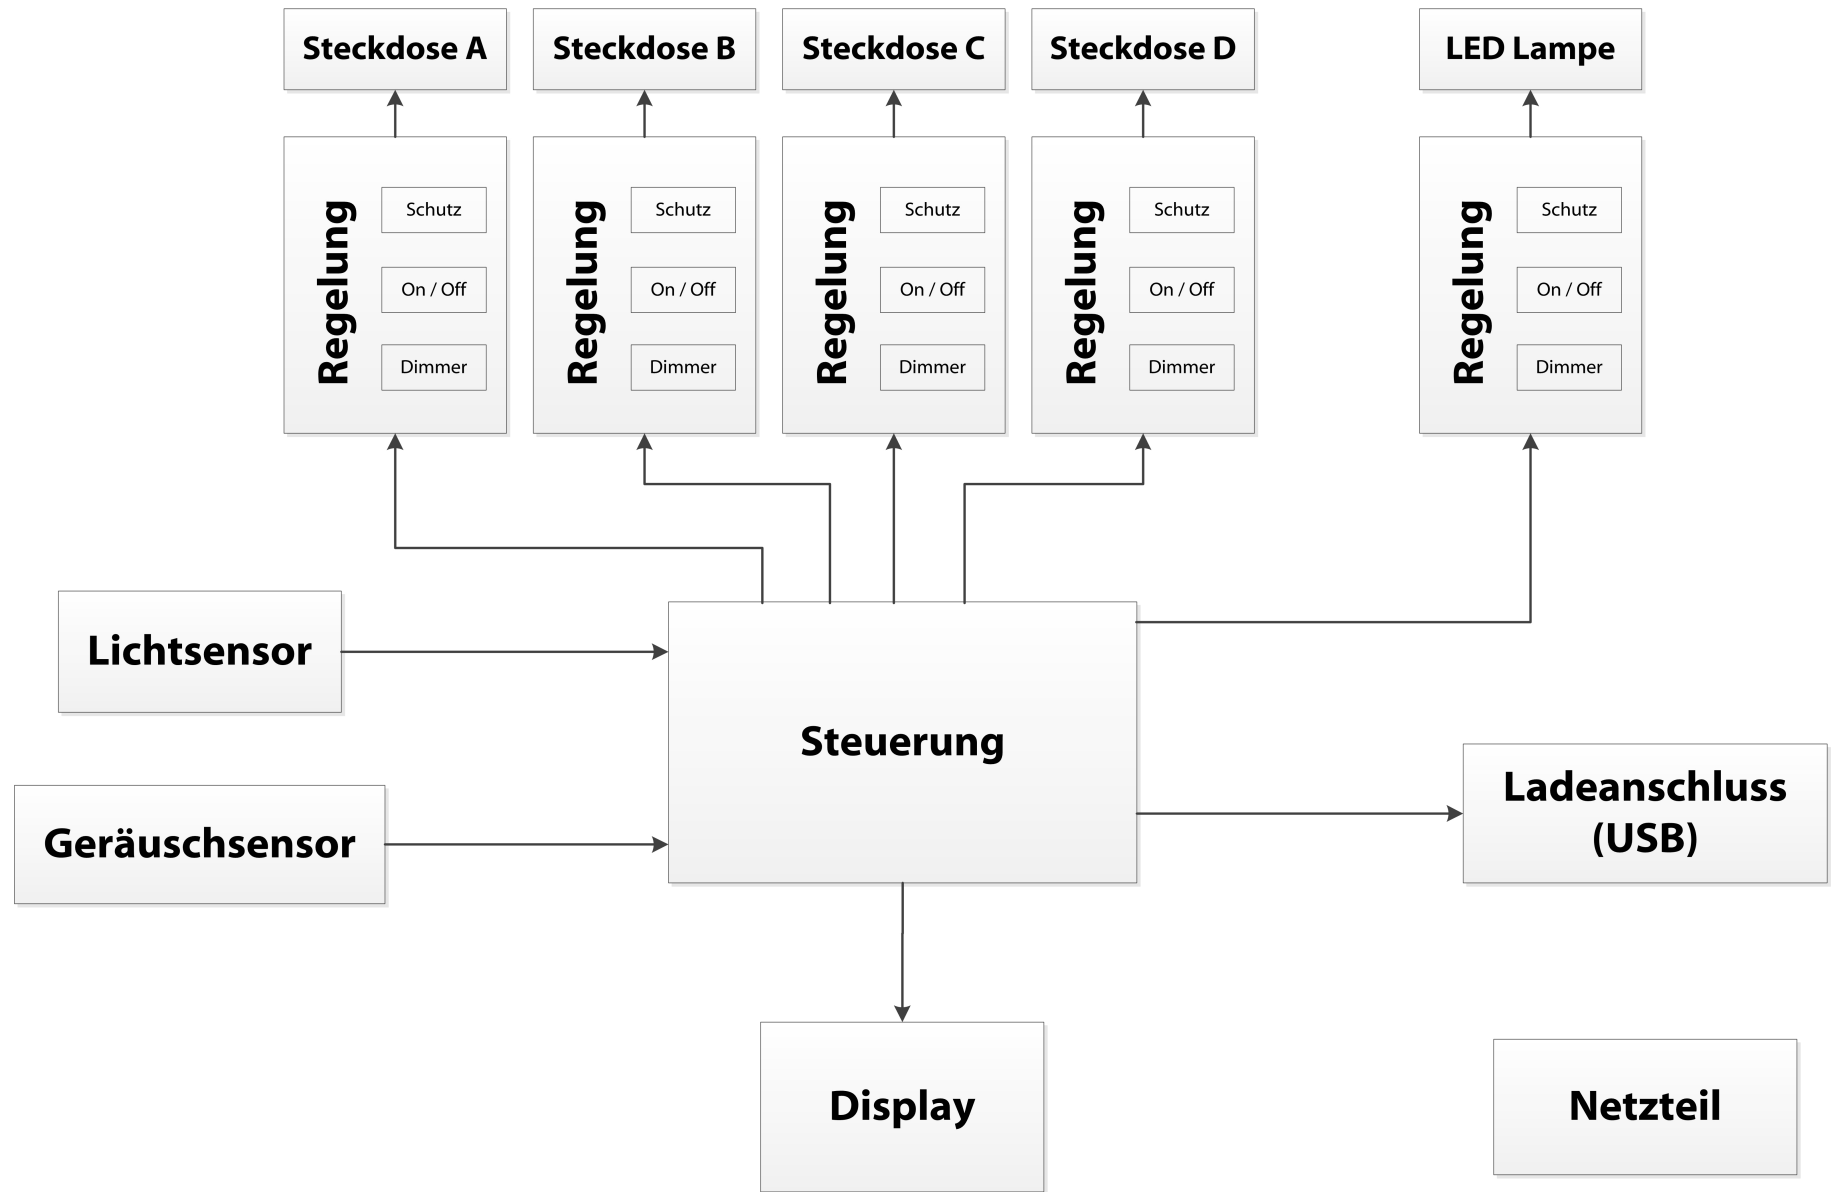 Steckdose A
Steckdose B
Steckdose C
Steckdose D
LED Lampe
Regelung
Schutz
On / Off
Dimmer
Regelung
Schutz
On / Off
Dimmer
Regelung
Schutz
On / Off
Dimmer
Regelung
Schutz
On / Off
Dimmer
Regelung
Schutz
On / Off
Dimmer
Lichtsensor
Geräuschsensor
Steuerung
Ladeanschluss
(USB)
Display
Netzteil